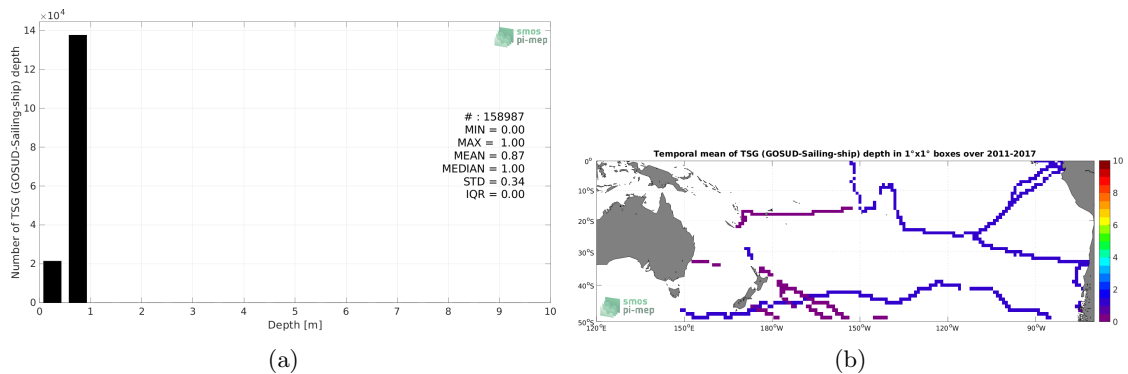 ×10⁴
14
12
10
8
6
4
2
0
Number of TSG (GOSUD-Sailing-ship) depth
smos
pi-mep
# : 158987
MIN = 0.00
MAX = 1.00
MEAN = 0.87
MEDIAN = 1.00
STD = 0.34
IQR = 0.00
0 1 2 3 4 5 6 7 8 9 10
Depth [m]
(a)
Temporal mean of TSG (GOSUD-Sailing-ship) depth in 1°x1° boxes over 2011-2017
0°
10°S
20°S
30°S
40°S
50°S
smos
pi-mep
120°E 150°E 180°W 150°W 120°W 90°W
10
8
6
4
2
0
(b)